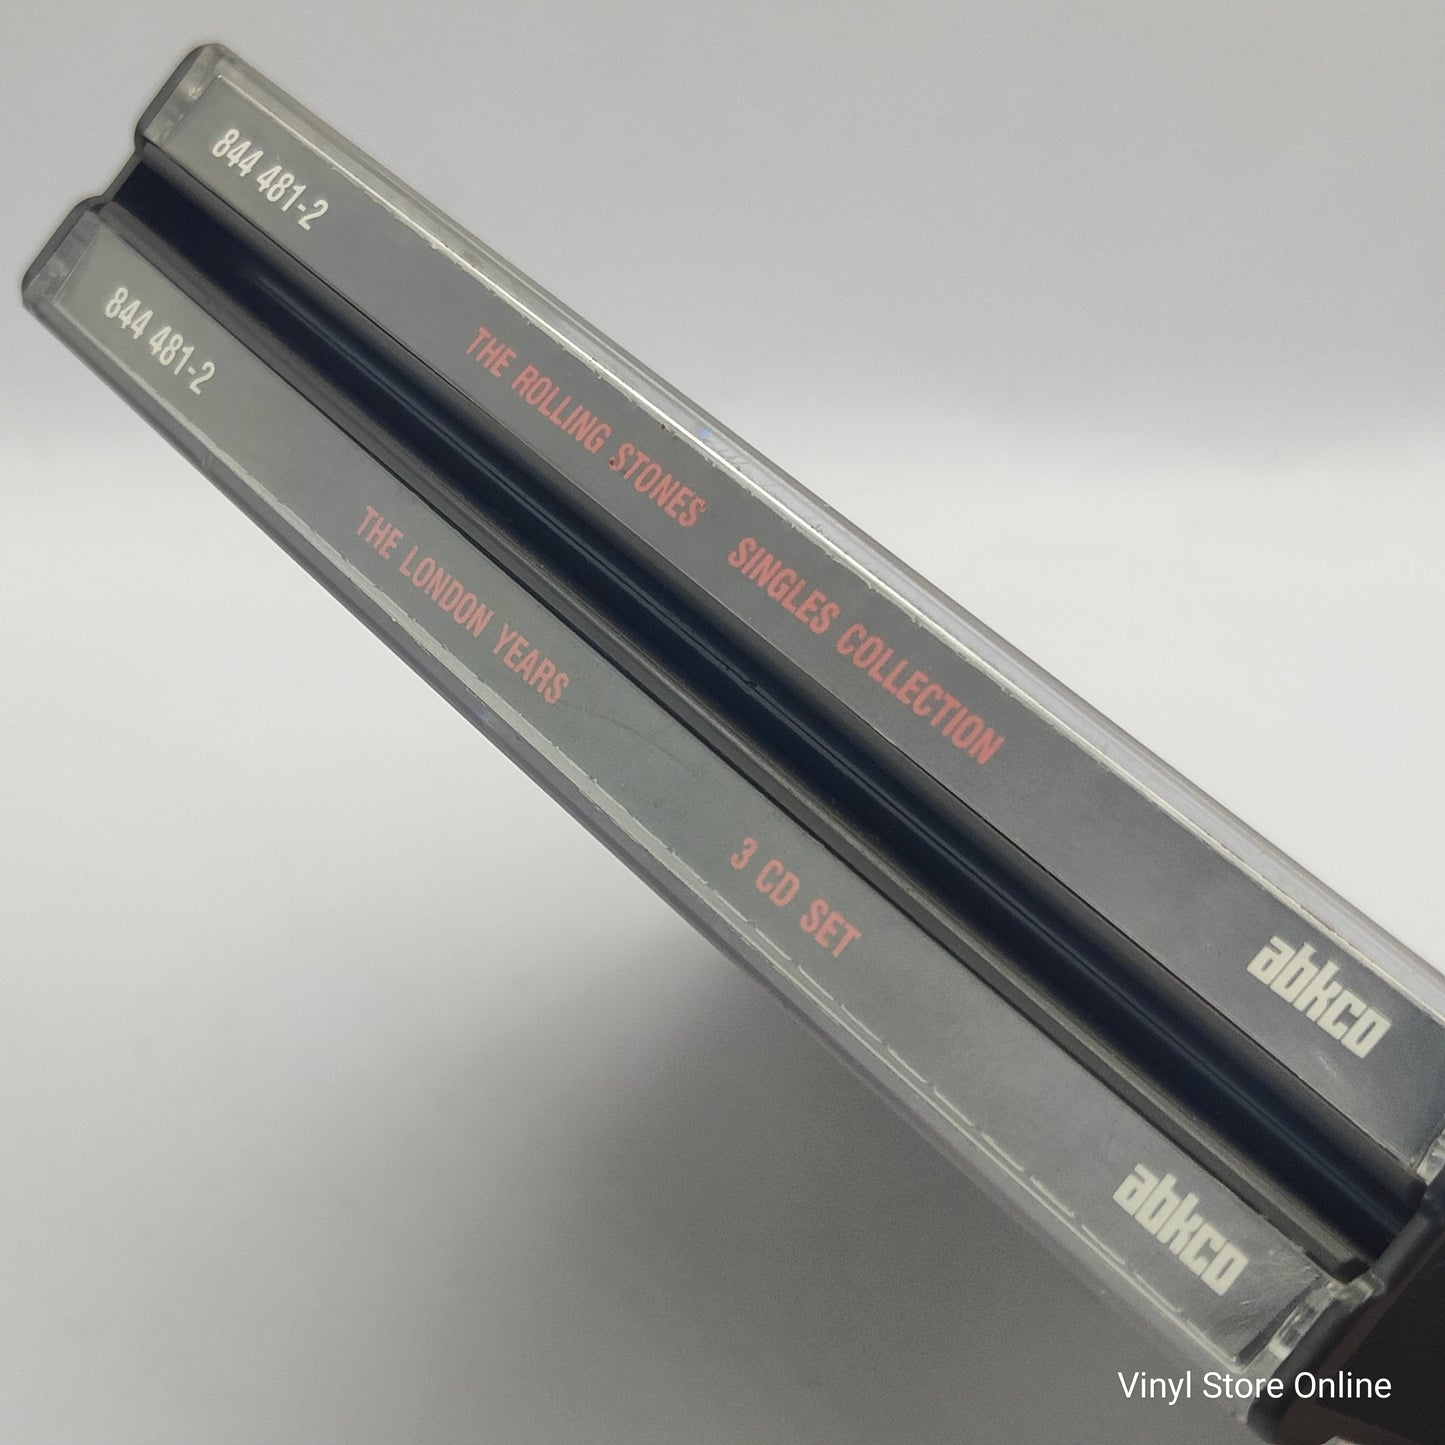 844 481-2 THE ROLLING STONES SINGLES COLLECTION abkco
844 481-2 THE LONDON YEARS 3 CD SET abkco
Vinyl Store Online